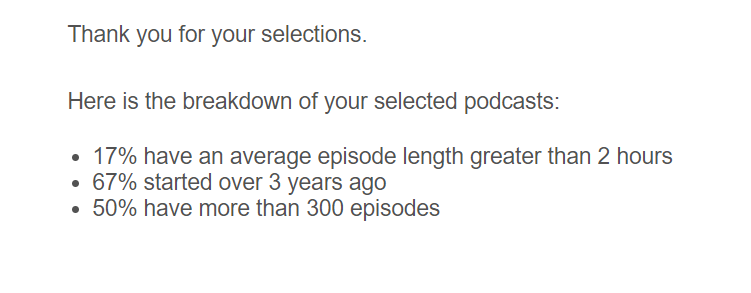 Thank you for your selections.
Here is the breakdown of your selected podcasts:
• 17% have an average episode length greater than 2 hours
• 67% started over 3 years ago
• 50% have more than 300 episodes